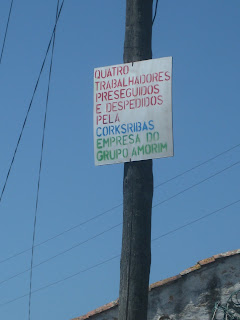 QUATRO
TRABALHADORES
PRESEGUIDOS
E DESPEDIDOS
PELA
CORKSRIBAS
EMPRESA DO
GRUPO AMORIM